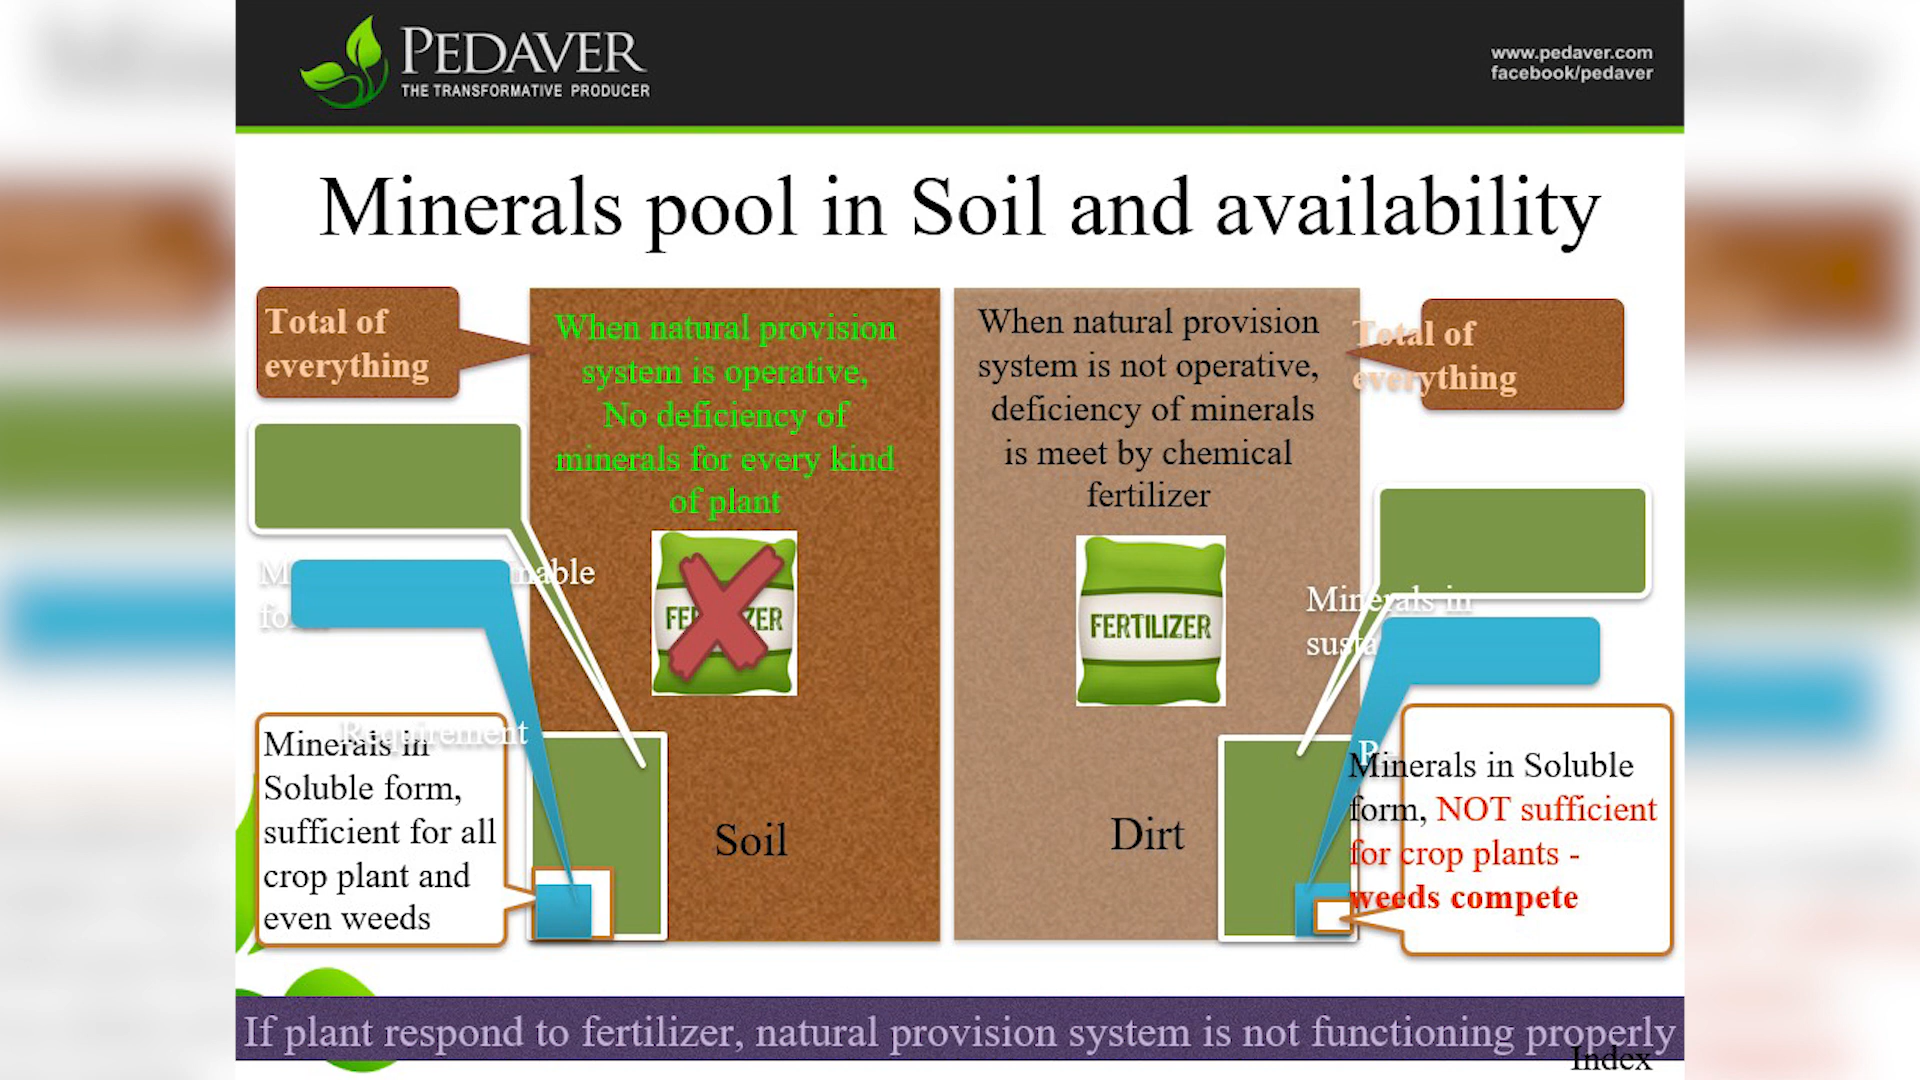 PEDAVER
THE TRANSFORMATIVE PRODUCER
www.pedaver.com
facebook/pedaver
Minerals pool in Soil and availability
Total of
everything
When natural provision
system is operative,
No deficiency of
minerals for every kind
of plant
FERTILIZER
Requirement
Minerals in
Soluble form,
sufficient for all
crop plant and
even weeds
Soil
When natural provision
system is not operative,
deficiency of minerals
is meet by chemical
fertilizer
FERTILIZER
Dirt
Total of
everything
Minerals in
Minerals in Soluble
form, NOT sufficient
for crop plants -
weeds compete
If plant respond to fertilizer, natural provision system is not functioning properly
Index